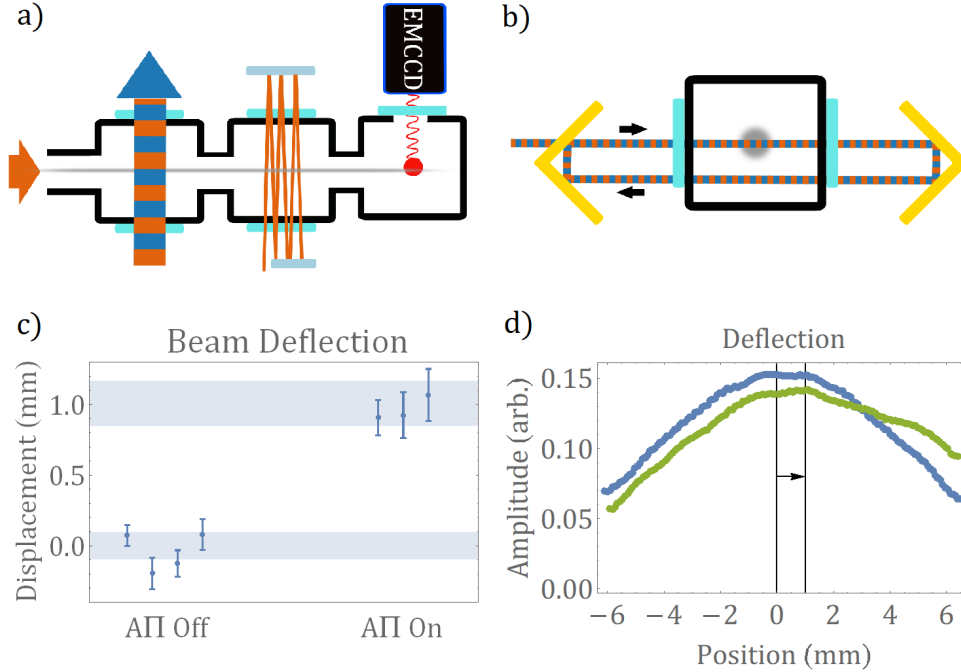 a)
EMCCD
b)
c)
Beam Deflection
Displacement (mm)
1.0
0.5
0.0
AΠ Off
AΠ On
d)
Deflection
Amplitude (arb.)
0.15
0.10
0.05
0.00
−6 −4 −2 0 2 4 6
Position (mm)